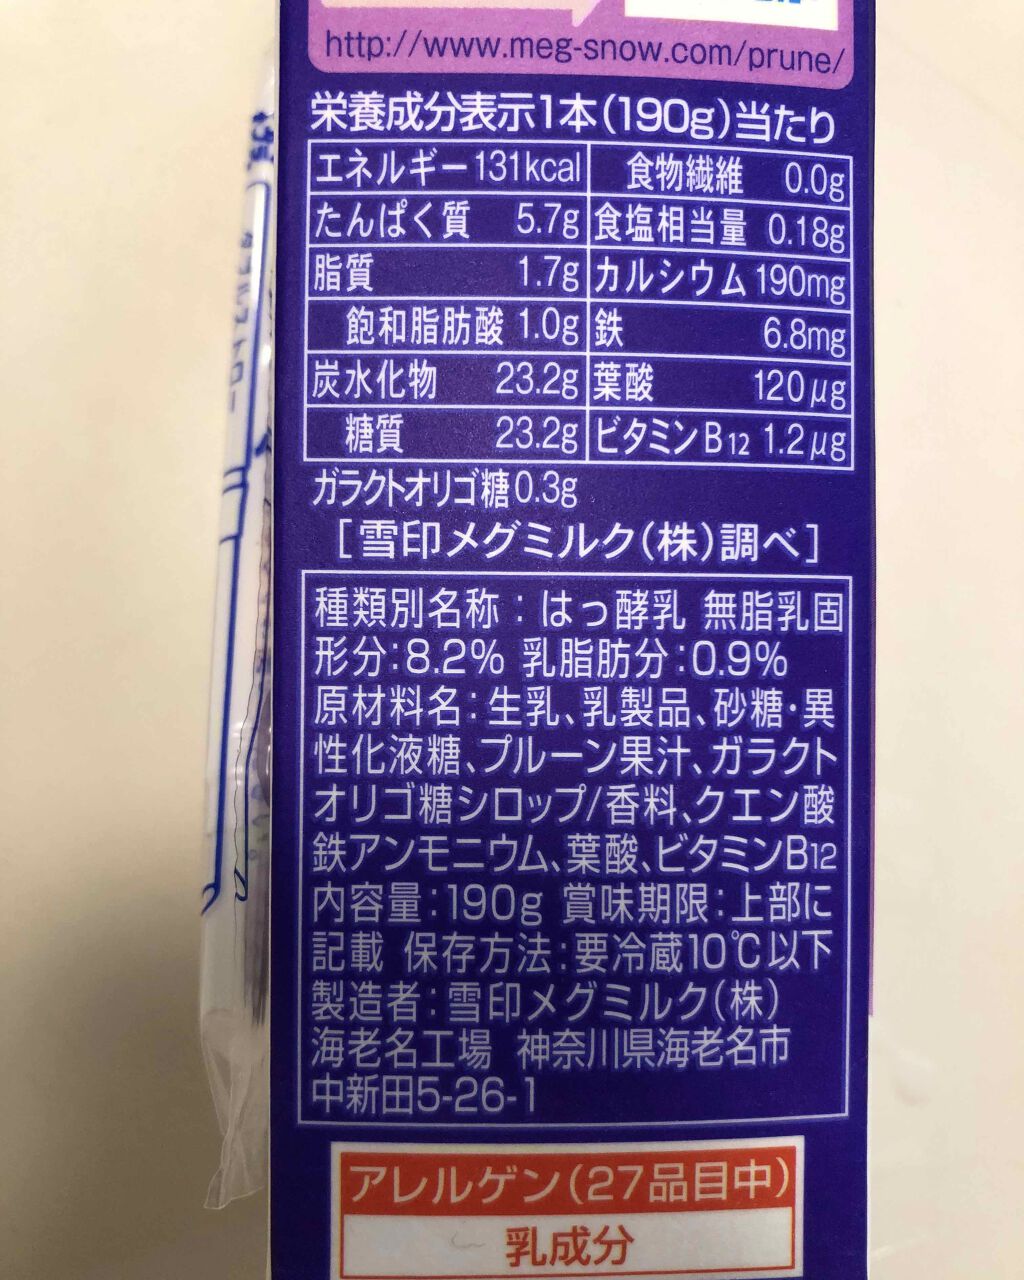 http://www.meg-snow.com/prune/
栄養成分表示1本(190g)当たり
エネルギー 131kcal 食物繊維 0.0g
たんぱく質 5.7g 食塩相当量 0.18g
脂質 1.7g カルシウム 190mg
飽和脂肪酸 1.0g 鉄 6.8mg
炭水化物 23.2g 葉酸 120μg
糖質 23.2g ビタミンB12 1.2μg
ガラクトオリゴ糖0.3g
[雪印メグミルク(株)調べ]
種類別名称:はっ酵乳 無脂乳固
形分:8.2% 乳脂肪分:0.9%
原材料名:生乳、乳製品、砂糖・異
性化液糖、プルーン果汁、ガラクト
オリゴ糖シロップ/香料、クエン酸
鉄アンモニウム、葉酸、ビタミンB12
内容量:190g 賞味期限:上部に
記載 保存方法:要冷蔵10℃以下
製造者:雪印メグミルク(株)
海老名工場 神奈川県海老名市
中新田5-26-1
アレルゲン(27品目中)
乳成分